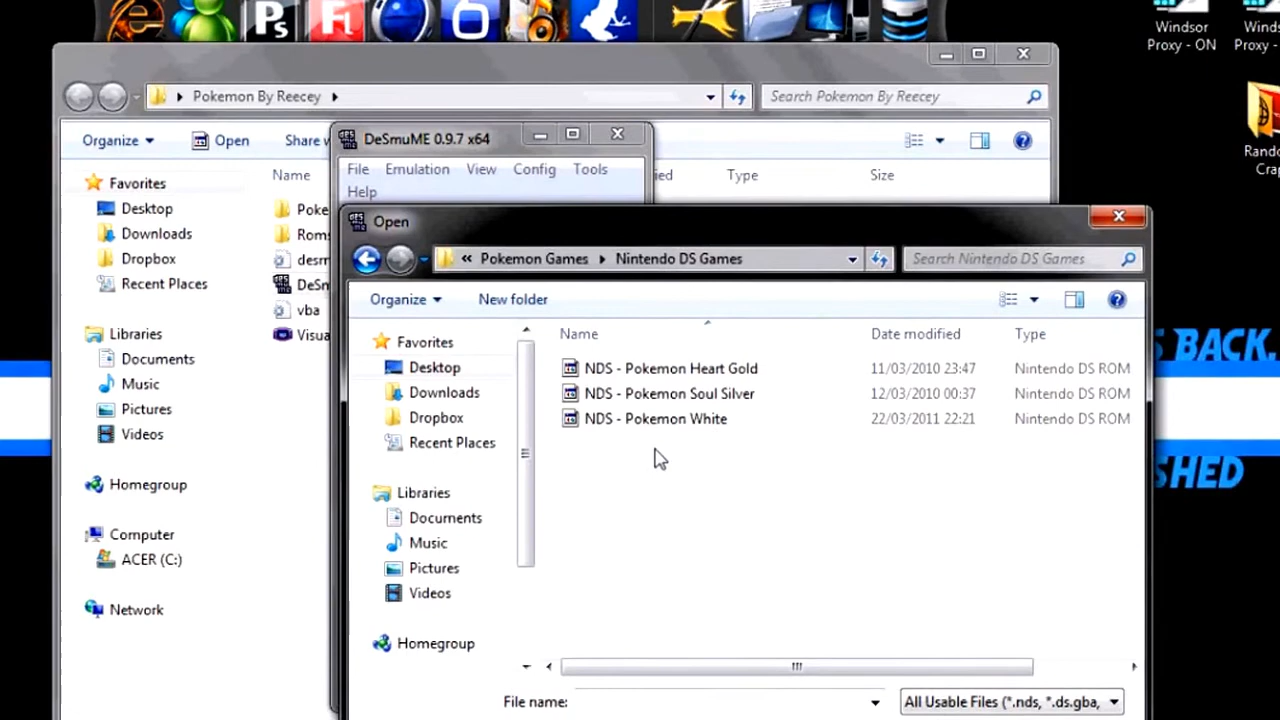 Windsor
Proxy - ON
Proxy -
Pokemon By Reecey
Search Pokemon By Reecey
Organize
Open
Share
DeSmuME 0.9.7 x64
File Emulation View Config Tools
Help
Name
Type
Size
Favorites
Desktop
Downloads
Dropbox
Recent Places
Libraries
Documents
Music
Pictures
Videos
Homegroup
Computer
ACER (C:)
Network
vba
Open
« Pokemon Games
Nintendo DS Games
Search Nintendo DS Games
Organize
New folder
Favorites
Desktop
Downloads
Dropbox
Recent Places
Libraries
Documents
Music
Pictures
Videos
Homegroup
Name Date modified Type
NDS - Pokemon Heart Gold 11/03/2010 23:47 Nintendo DS ROM
NDS - Pokemon Soul Silver 12/03/2010 00:37 Nintendo DS ROM
NDS - Pokemon White 22/03/2011 22:21 Nintendo DS ROM
File name:
All Usable Files (*.nds, *.ds.gba,
BACK.
SHED